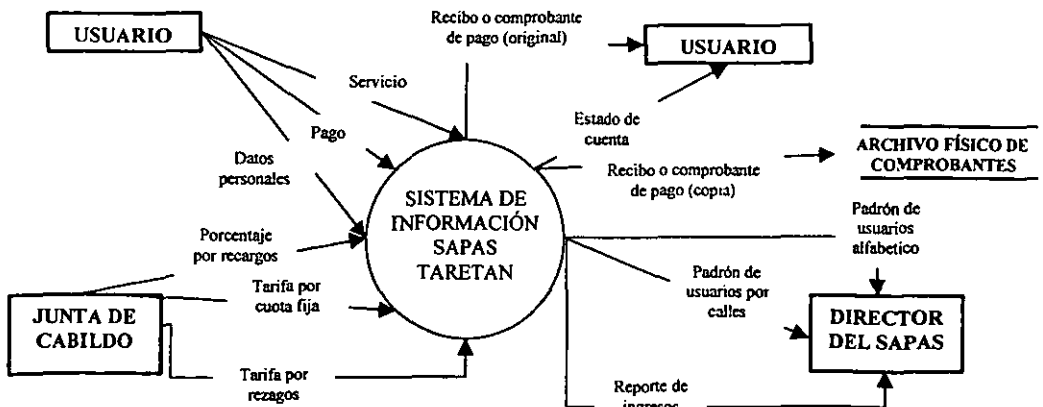 USUARIO
Recibo o comprobante
de pago (original)
USUARIO
Servicio
Pago
Datos
personales
Estado de
cuenta
Recibo o comprobante
de pago (copia)
ARCHIVO FÍSICO DE
COMPROBANTES
SISTEMA DE
INFORMACIÓN
SAPAS
TARETAN
Porcentaje
por recargos
Tarifa por
cuota fija
JUNTA DE
CABILDO
Tarifa por
rezagos
Padrón de
usuarios
alfabetico
Padrón de
usuarios por
calles
DIRECTOR
DEL SAPAS
Reporte de
ingresos